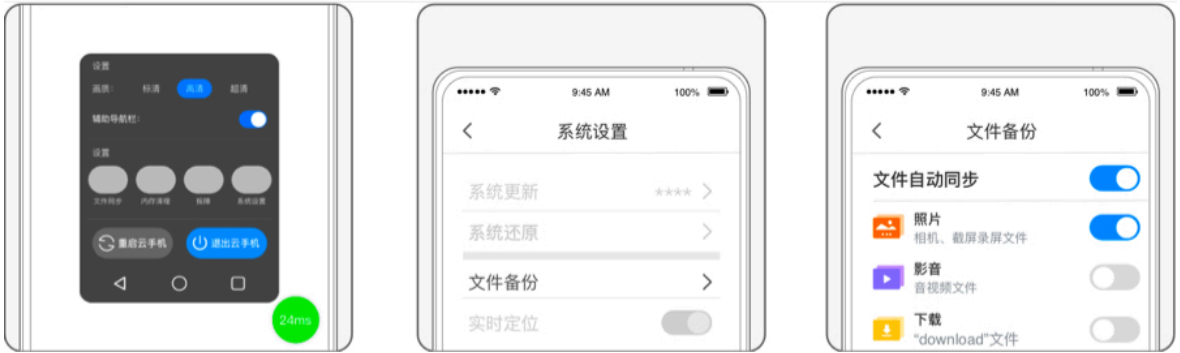 设置
画质： 标清 高清 超清
辅助导航栏：
设置
文件同步 内存清理 权限 系统设置
重启云手机 退出云手机
24ms
9:45 AM 100%
系统设置
系统更新 ****
系统还原
文件备份
实时定位
9:45 AM 100%
文件备份
文件自动同步
照片
相机、截屏录屏文件
影音
音视频文件
下载
“download”文件